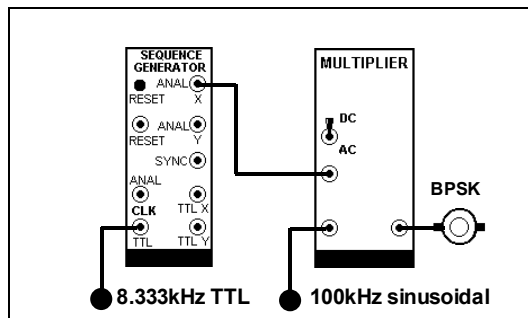 SEQUENCE
GENERATOR
ANAL
RESET
X
ANAL
RESET
Y
SYNC
ANAL
CLK
TTL X
TTL
TTL Y
MULTIPLIER
DC
AC
BPSK
8.333kHz TTL
100kHz sinusoidal